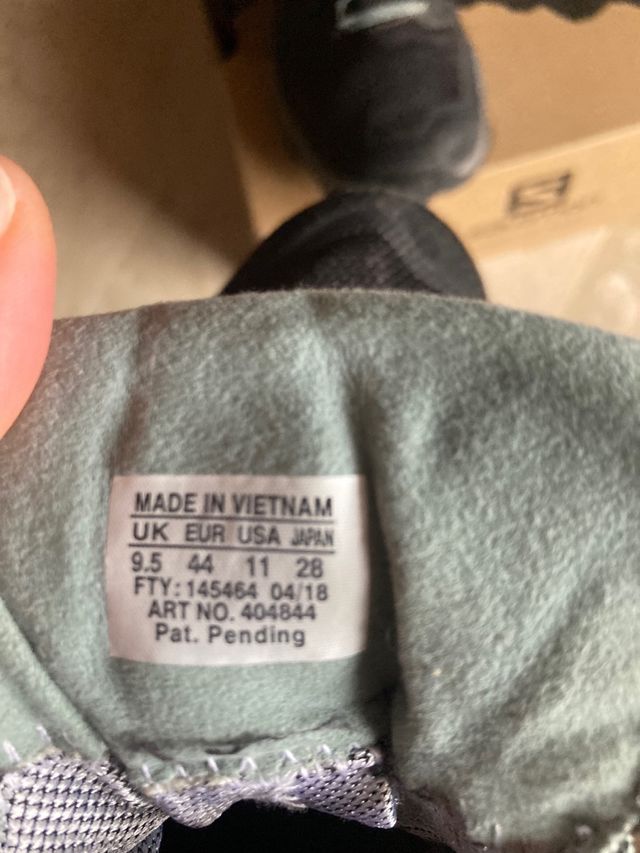 MADE IN VIETNAM
UK EUR USA JAPAN
9.5 44 11 28
FTY: 145464 04/18
ART NO. 404844
Pat. Pending